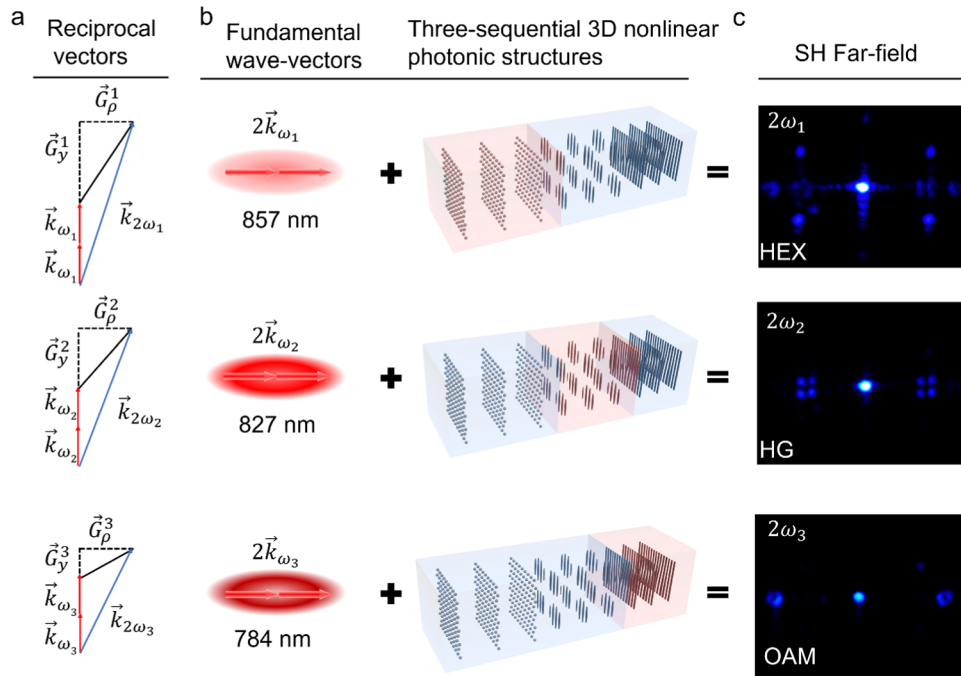 a
Reciprocal
vectors
b
Fundamental
wave-vectors
Three-sequential 3D nonlinear
photonic structures
c
SH Far-field
G⃗ρ¹
G⃗y¹
k⃗ω₁
k⃗ω₁
k⃗2ω₁
2k⃗ω₁
857 nm
+
=
2ω₁
HEX
G⃗ρ²
G⃗y²
k⃗ω₂
k⃗ω₂
k⃗2ω₂
2k⃗ω₂
827 nm
+
=
2ω₂
HG
G⃗ρ³
G⃗y³
k⃗ω₃
k⃗ω₃
k⃗2ω₃
2k⃗ω₃
784 nm
+
=
2ω₃
OAM